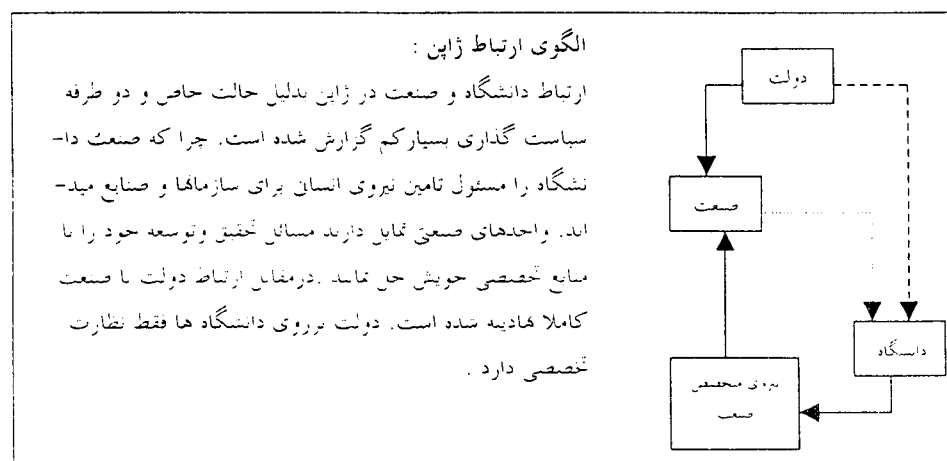 الگوی ارتباط ژاپن :
ارتباط دانشگاه و صنعت در ژاپن بدلیل حالت خاص و دو طرفه
سیاست گذاری بسیارکم گزارش شده است. چرا که صنعت دا-
نشگاه را مسئول تامین نیروی انسانی برای سازمانها و صنایع مید-
اند. واحدهای صنعتی تمایل دارند مسائل تحقیق وتوسعه خود را با
منابع تخصصی خویش حل نمایند .درمقابل ارتباط دولت با صنعت
کاملا نهادینه شده است. دولت برروی دانشگاه ها فقط نظارت
تخصصی دارد .
دولت
صنعت
دانشگاه
نیروی متخصص
صنعت